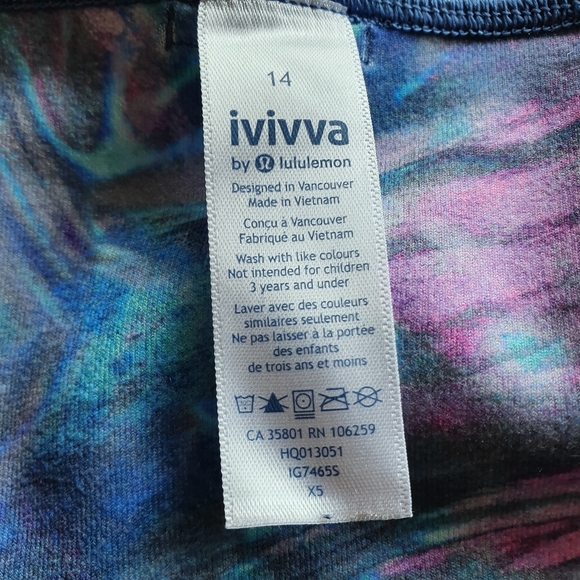 14
ivivva
by lululemon
Designed in Vancouver
Made in Vietnam
Conçu à Vancouver
Fabriqué au Vietnam
Wash with like colours
Not intended for children
3 years and under
Laver avec des couleurs
similaires seulement
Ne pas laisser à la portée
des enfants
de trois ans et moins
CA 35801 RN 106259
HQ013051
IG7465S
X5